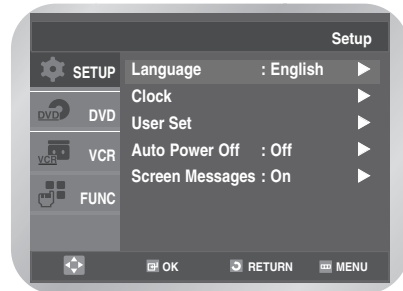 Setup
SETUP
Language : English
Clock
DVD DVD
User Set
VCR VCR
Auto Power Off : Off
Screen Messages : On
FUNC
OK RETURN MENU